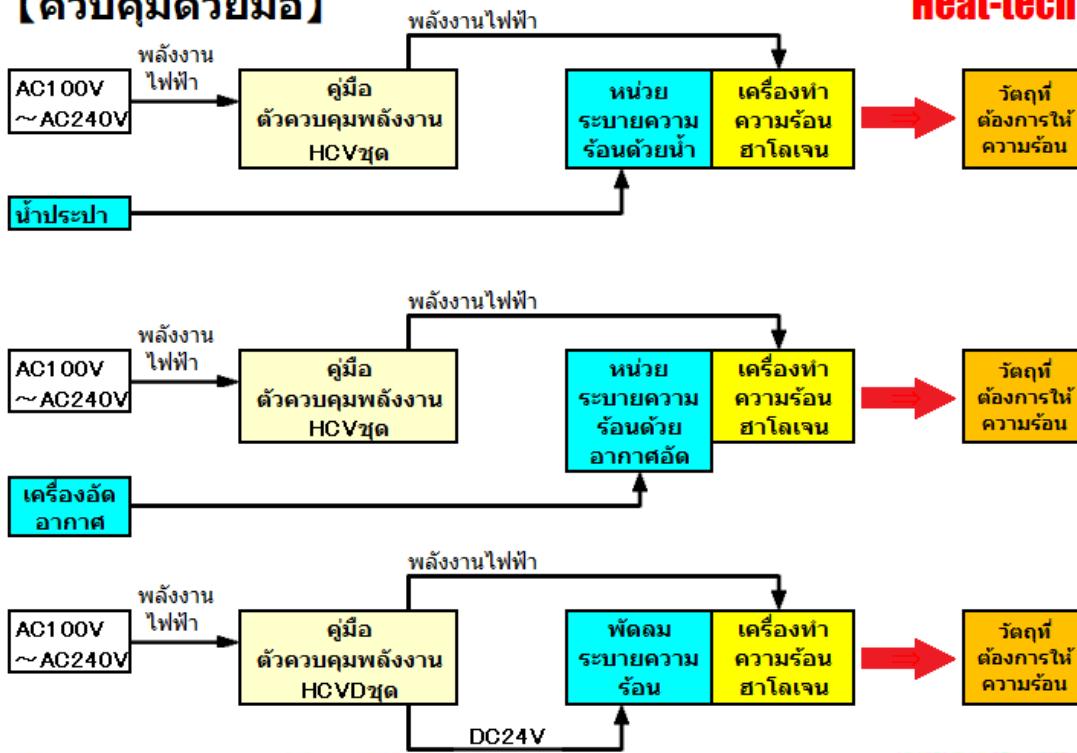 【ควบคุมด้วยมือ】
Heat-tech
พลังงานไฟฟ้า
พลังงาน
ไฟฟ้า
AC100V
～AC240V
คู่มือ
ตัวควบคุมพลังงาน
HCVชุด
หน่วย
ระบายความ
ร้อนด้วยน้ำ
เครื่องทำ
ความร้อน
ฮาโลเจน
⇒
วัตถุที่
ต้องการให้
ความร้อน
น้ำประปา
พลังงานไฟฟ้า
พลังงาน
ไฟฟ้า
AC100V
～AC240V
คู่มือ
ตัวควบคุมพลังงาน
HCVชุด
หน่วย
ระบายความ
ร้อนด้วย
อากาศอัด
เครื่องทำ
ความร้อน
ฮาโลเจน
⇒
วัตถุที่
ต้องการให้
ความร้อน
เครื่องอัด
อากาศ
พลังงานไฟฟ้า
พลังงาน
ไฟฟ้า
AC100V
～AC240V
คู่มือ
ตัวควบคุมพลังงาน
HCVDชุด
พัดลม
ระบายความ
ร้อน
เครื่องทำ
ความร้อน
ฮาโลเจน
⇒
วัตถุที่
ต้องการให้
ความร้อน
DC24V